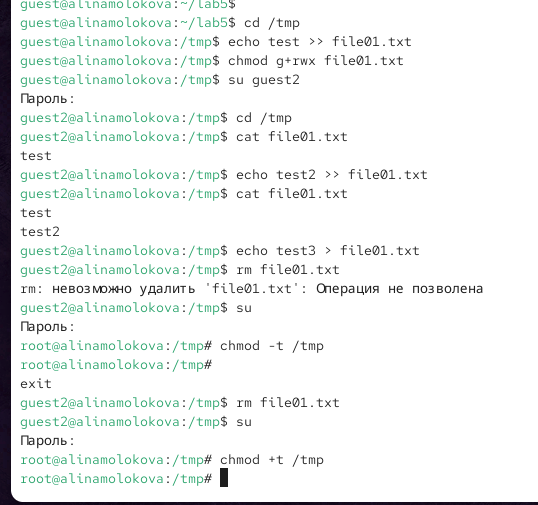 guest@alinamolokova:~/lab5$
guest@alinamolokova:~/lab5$ cd /tmp
guest@alinamolokova:/tmp$ echo test >> file01.txt
guest@alinamolokova:/tmp$ chmod g+rwx file01.txt
guest@alinamolokova:/tmp$ su guest2
Пароль:
guest2@alinamolokova:/tmp$ cd /tmp
guest2@alinamolokova:/tmp$ cat file01.txt
test
guest2@alinamolokova:/tmp$ echo test2 >> file01.txt
guest2@alinamolokova:/tmp$ cat file01.txt
test
test2
guest2@alinamolokova:/tmp$ echo test3 > file01.txt
guest2@alinamolokova:/tmp$ rm file01.txt
rm: невозможно удалить 'file01.txt': Операция не позволена
guest2@alinamolokova:/tmp$ su
Пароль:
root@alinamolokova:/tmp# chmod -t /tmp
root@alinamolokova:/tmp#
exit
guest2@alinamolokova:/tmp$ rm file01.txt
guest2@alinamolokova:/tmp$ su
Пароль:
root@alinamolokova:/tmp# chmod +t /tmp
root@alinamolokova:/tmp#